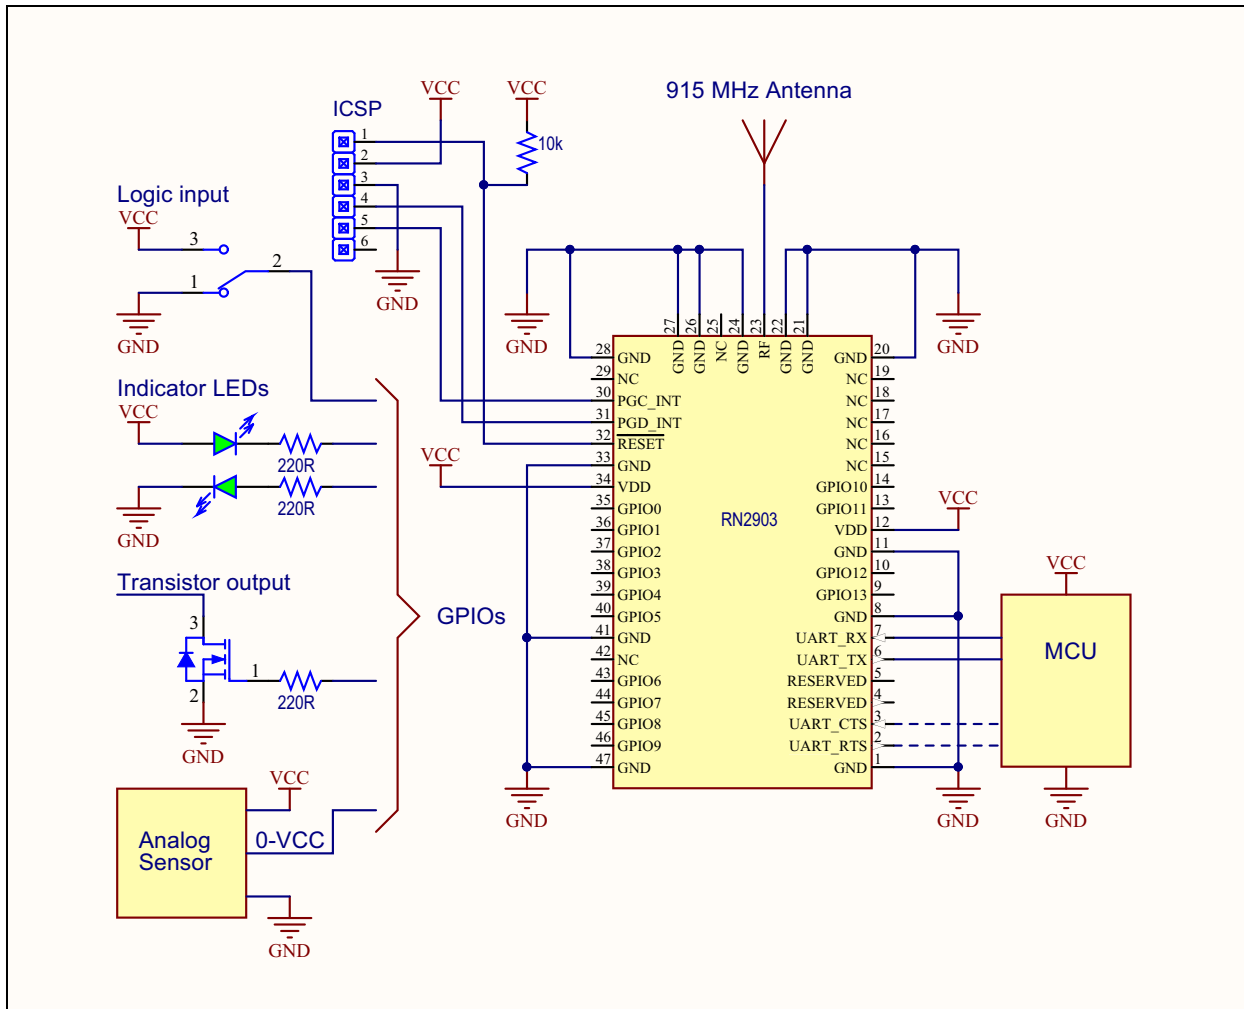 915 MHz Antenna
VCC
VCC
ICSP
1
2
3
4
5
6
10k
GND
Logic input
VCC
3
2
1
GND
Indicator LEDs
VCC
220R
220R
GND
Transistor output
3
1
2
220R
GND
Analog
Sensor
VCC
0-VCC
GND
GPIOs
VCC
GND
GND
27 26 25 24 23 22 21
GND GND NC GND RF GND GND
RN2903
28 GND
29 NC
30 PGC_INT
31 PGD_INT
32 RESET
33 GND
34 VDD
35 GPIO0
36 GPIO1
37 GPIO2
38 GPIO3
39 GPIO4
40 GPIO5
41 GND
42 NC
43 GPIO6
44 GPIO7
45 GPIO8
46 GPIO9
47 GND
GND 20
NC 19
NC 18
NC 17
NC 16
NC 15
GPIO10 14
GPIO11 13
VDD 12
GND 11
GPIO12 10
GPIO13 9
GND 8
UART_RX 7
UART_TX 6
RESERVED 5
RESERVED 4
UART_CTS 3
UART_RTS 2
GND 1
GND
VCC
GND
VCC
MCU
GND